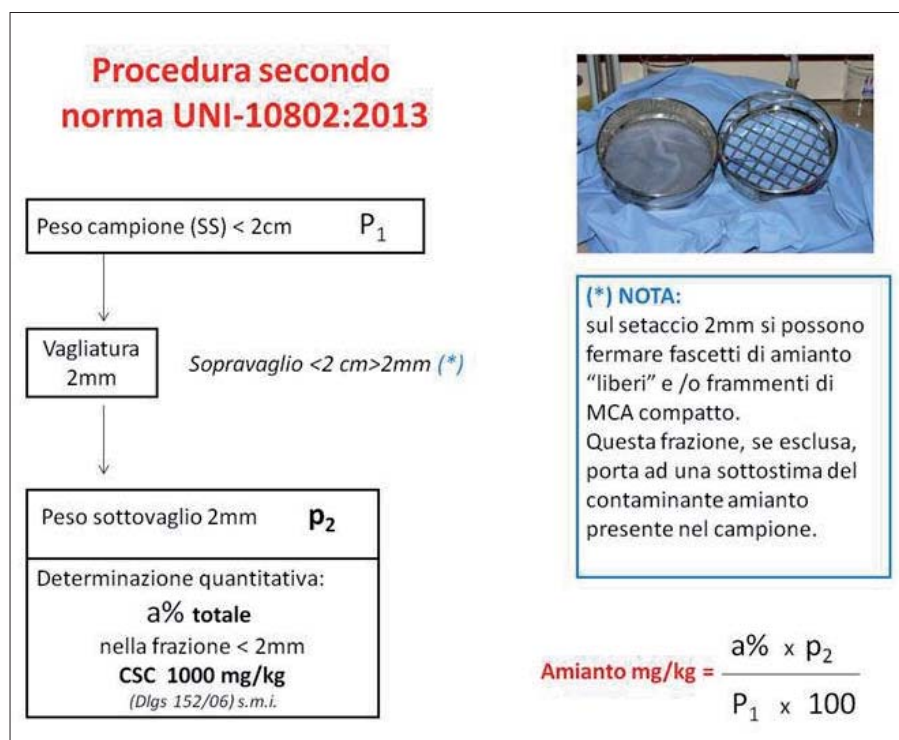 Procedura secondo
norma UNI-10802:2013
Peso campione (SS) < 2cm P₁
Vagliatura
2mm
Sopravaglio <2 cm>2mm (*)
Peso sottovaglio 2mm p₂
Determinazione quantitativa:
a% totale
nella frazione < 2mm
CSC 1000 mg/kg
(Dlgs 152/06) s.m.i.
(*) NOTA:
sul setaccio 2mm si possono
fermare fascetti di amianto
“liberi” e /o frammenti di
MCA compatto.
Questa frazione, se esclusa,
porta ad una sottostima del
contaminante amianto
presente nel campione.
Amianto mg/kg = a% x p₂
P₁ x 100